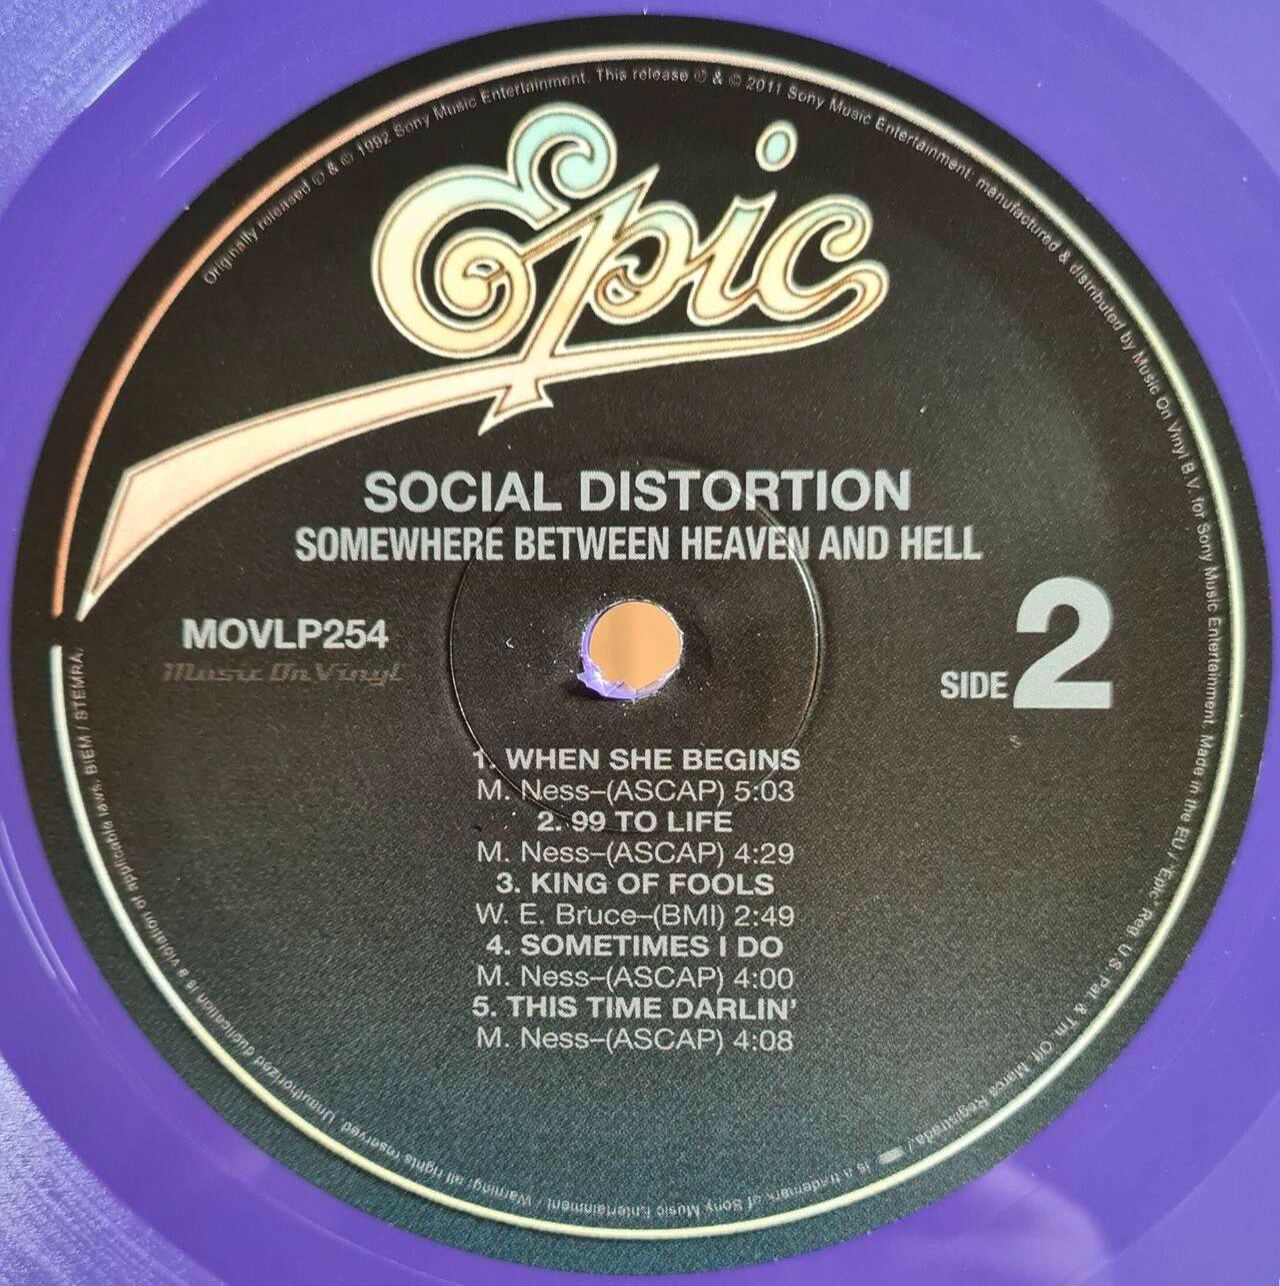 Originally released ℗ & © 1992 Sony Music Entertainment. This release ℗ & © 2011 Sony Music Entertainment. manufactured & distributed by Music On Vinyl B.V. for Sony Music Entertainment. Made in the EU / "Epic" Reg. U.S. Pat. & Tm. Off. Marca Registrada. / is a trademark of Sony Music Entertainment / Warning: all rights reserved. Unauthorized duplication is a violation of applicable laws. BIEM / STEMRA.
Epic
SOCIAL DISTORTION
SOMEWHERE BETWEEN HEAVEN AND HELL
MOVLP254
Music On Vinyl
SIDE 2
1. WHEN SHE BEGINS
M. Ness–(ASCAP) 5:03
2. 99 TO LIFE
M. Ness–(ASCAP) 4:29
3. KING OF FOOLS
W. E. Bruce–(BMI) 2:49
4. SOMETIMES I DO
M. Ness–(ASCAP) 4:00
5. THIS TIME DARLIN'
M. Ness–(ASCAP) 4:08